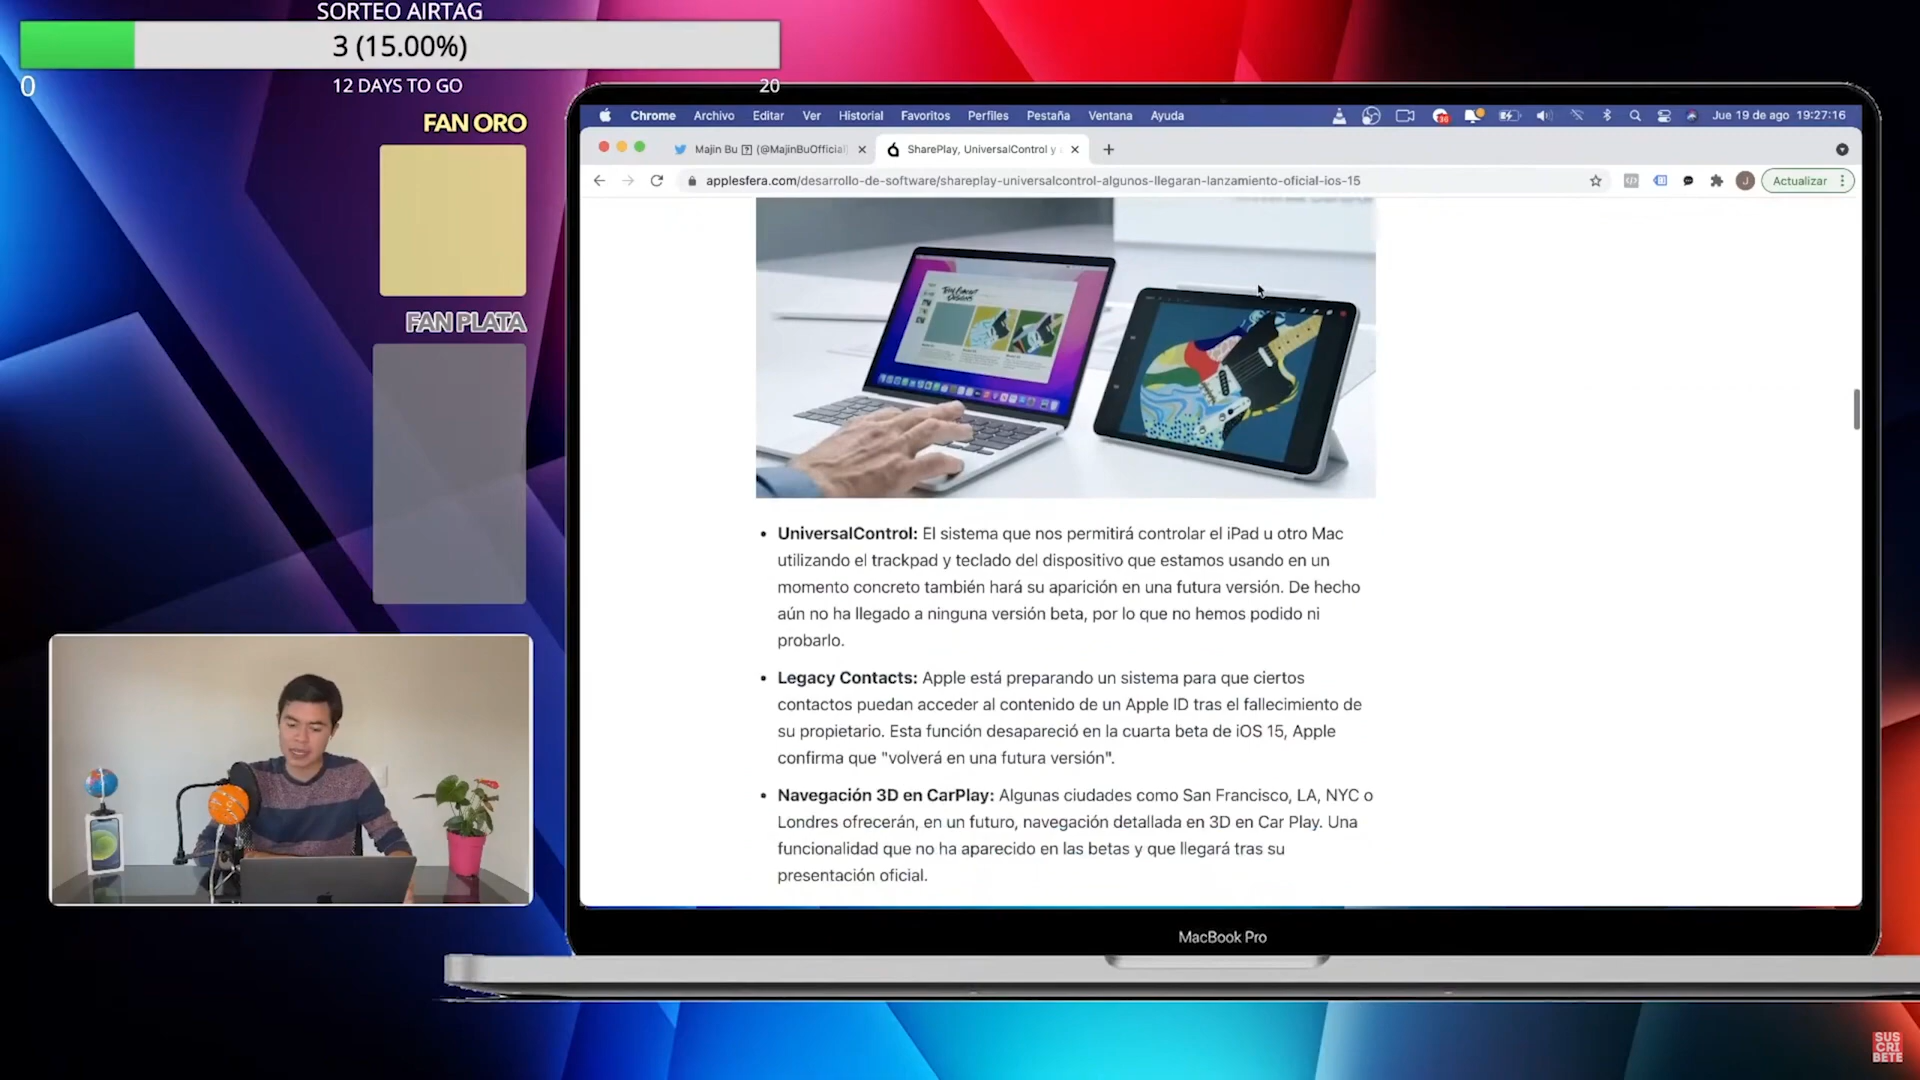 SORTEO AIRTAG
3 (15.00%)
0
12 DAYS TO GO
20
FAN ORO
FAN PLATA
Chrome Archivo Editar Ver Historial Favoritos Perfiles Pestaña Ventana Ayuda
Jue 19 de ago 19:27:16
Majin Bu (@MajinBuOfficial)
SharePlay, UniversalControl y
applesfera.com/desarrollo-de-software/shareplay-universalcontrol-algunos-llegaran-lanzamiento-oficial-ios-15
J
Actualizar
• UniversalControl: El sistema que nos permitirá controlar el iPad u otro Mac
utilizando el trackpad y teclado del dispositivo que estamos usando en un
momento concreto también hará su aparición en una futura versión. De hecho
aún no ha llegado a ninguna versión beta, por lo que no hemos podido ni
probarlo.
• Legacy Contacts: Apple está preparando un sistema para que ciertos
contactos puedan acceder al contenido de un Apple ID tras el fallecimiento de
su propietario. Esta función desapareció en la cuarta beta de iOS 15, Apple
confirma que "volverá en una futura versión".
• Navegación 3D en CarPlay: Algunas ciudades como San Francisco, LA, NYC o
Londres ofrecerán, en un futuro, navegación detallada en 3D en Car Play. Una
funcionalidad que no ha aparecido en las betas y que llegará tras su
presentación oficial.
MacBook Pro
SUS
CRI
BETE